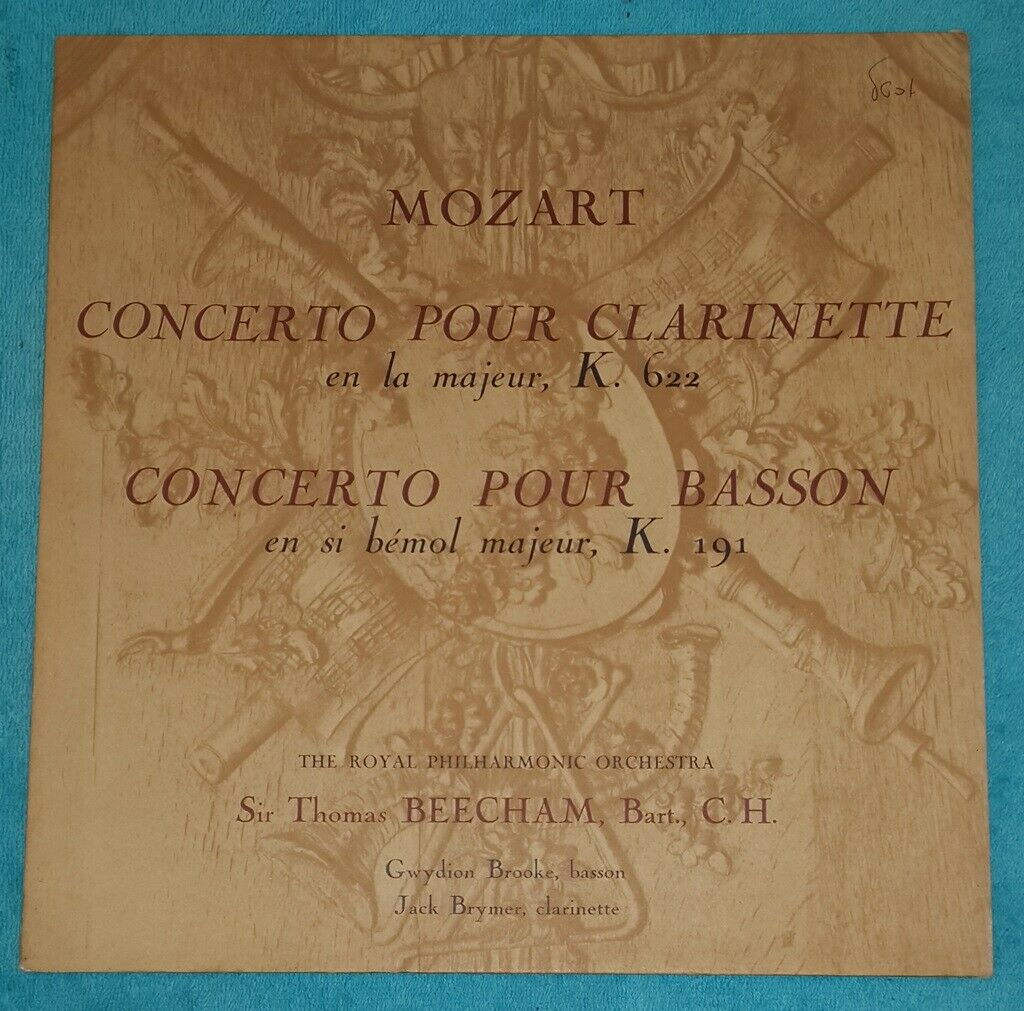 MOZART
CONCERTO POUR CLARINETTE
en la majeur, K. 622
CONCERTO POUR BASSON
en si bémol majeur, K. 191
THE ROYAL PHILHARMONIC ORCHESTRA
Sir Thomas BEECHAM, Bart., C. H.
Gwydion Brooke, basson
Jack Brymer, clarinette